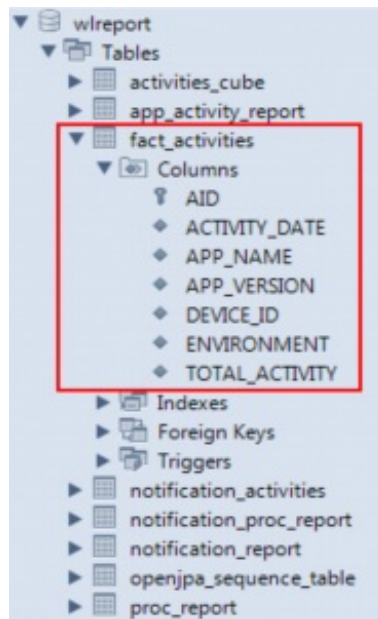 wlreport
Tables
activities_cube
app_activity_report
fact_activities
Columns
AID
ACTIVITY_DATE
APP_NAME
APP_VERSION
DEVICE_ID
ENVIRONMENT
TOTAL_ACTIVITY
Indexes
Foreign Keys
Triggers
notification_activities
notification_proc_report
notification_report
openjpa_sequence_table
proc_report